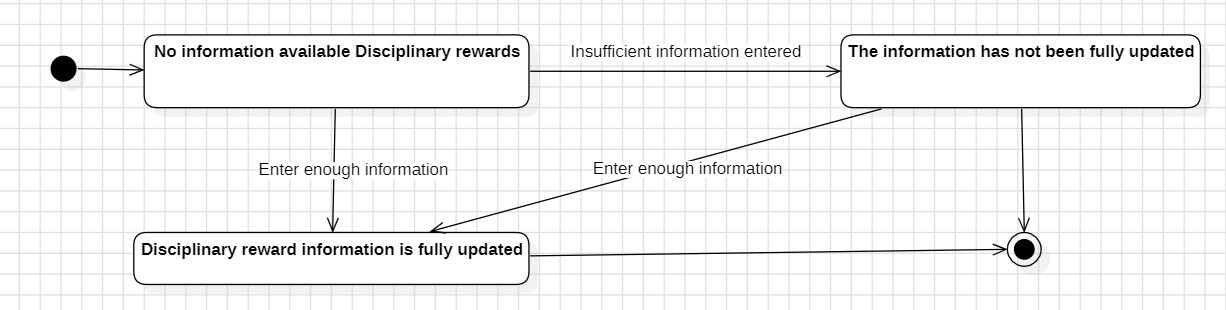 No information available Disciplinary rewards
Insufficient information entered
The information has not been fully updated
Enter enough information
Enter enough information
Disciplinary reward information is fully updated